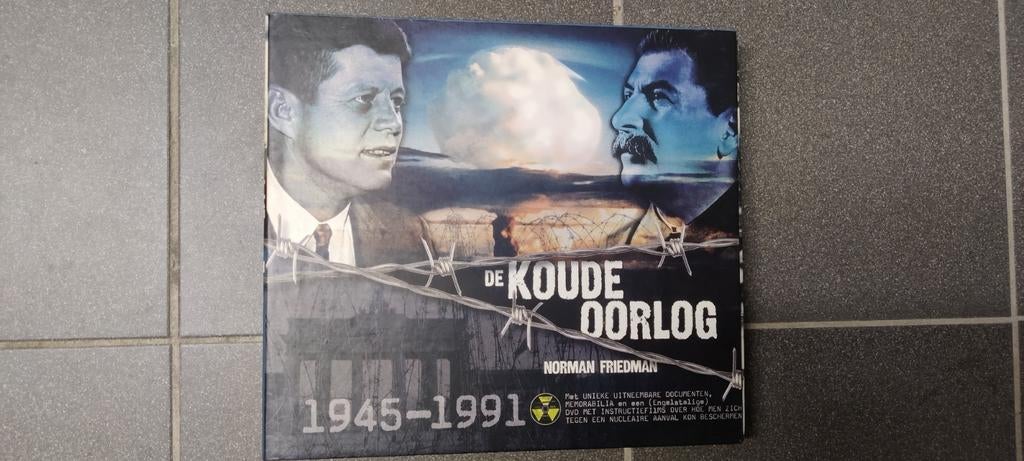 DE KOUDE
OORLOG
NORMAN FRIEDMAN
1945-1991
Met UNIEKE UITNEEMBARE DOCUMENTEN,
MEMORABILIA en een (Engelstalige)
DVD MET INSTRUCTIEFILMS OVER HOE MEN ZICH
TEGEN EEN NUCLEAIRE AANVAL KON BESCHERMEN